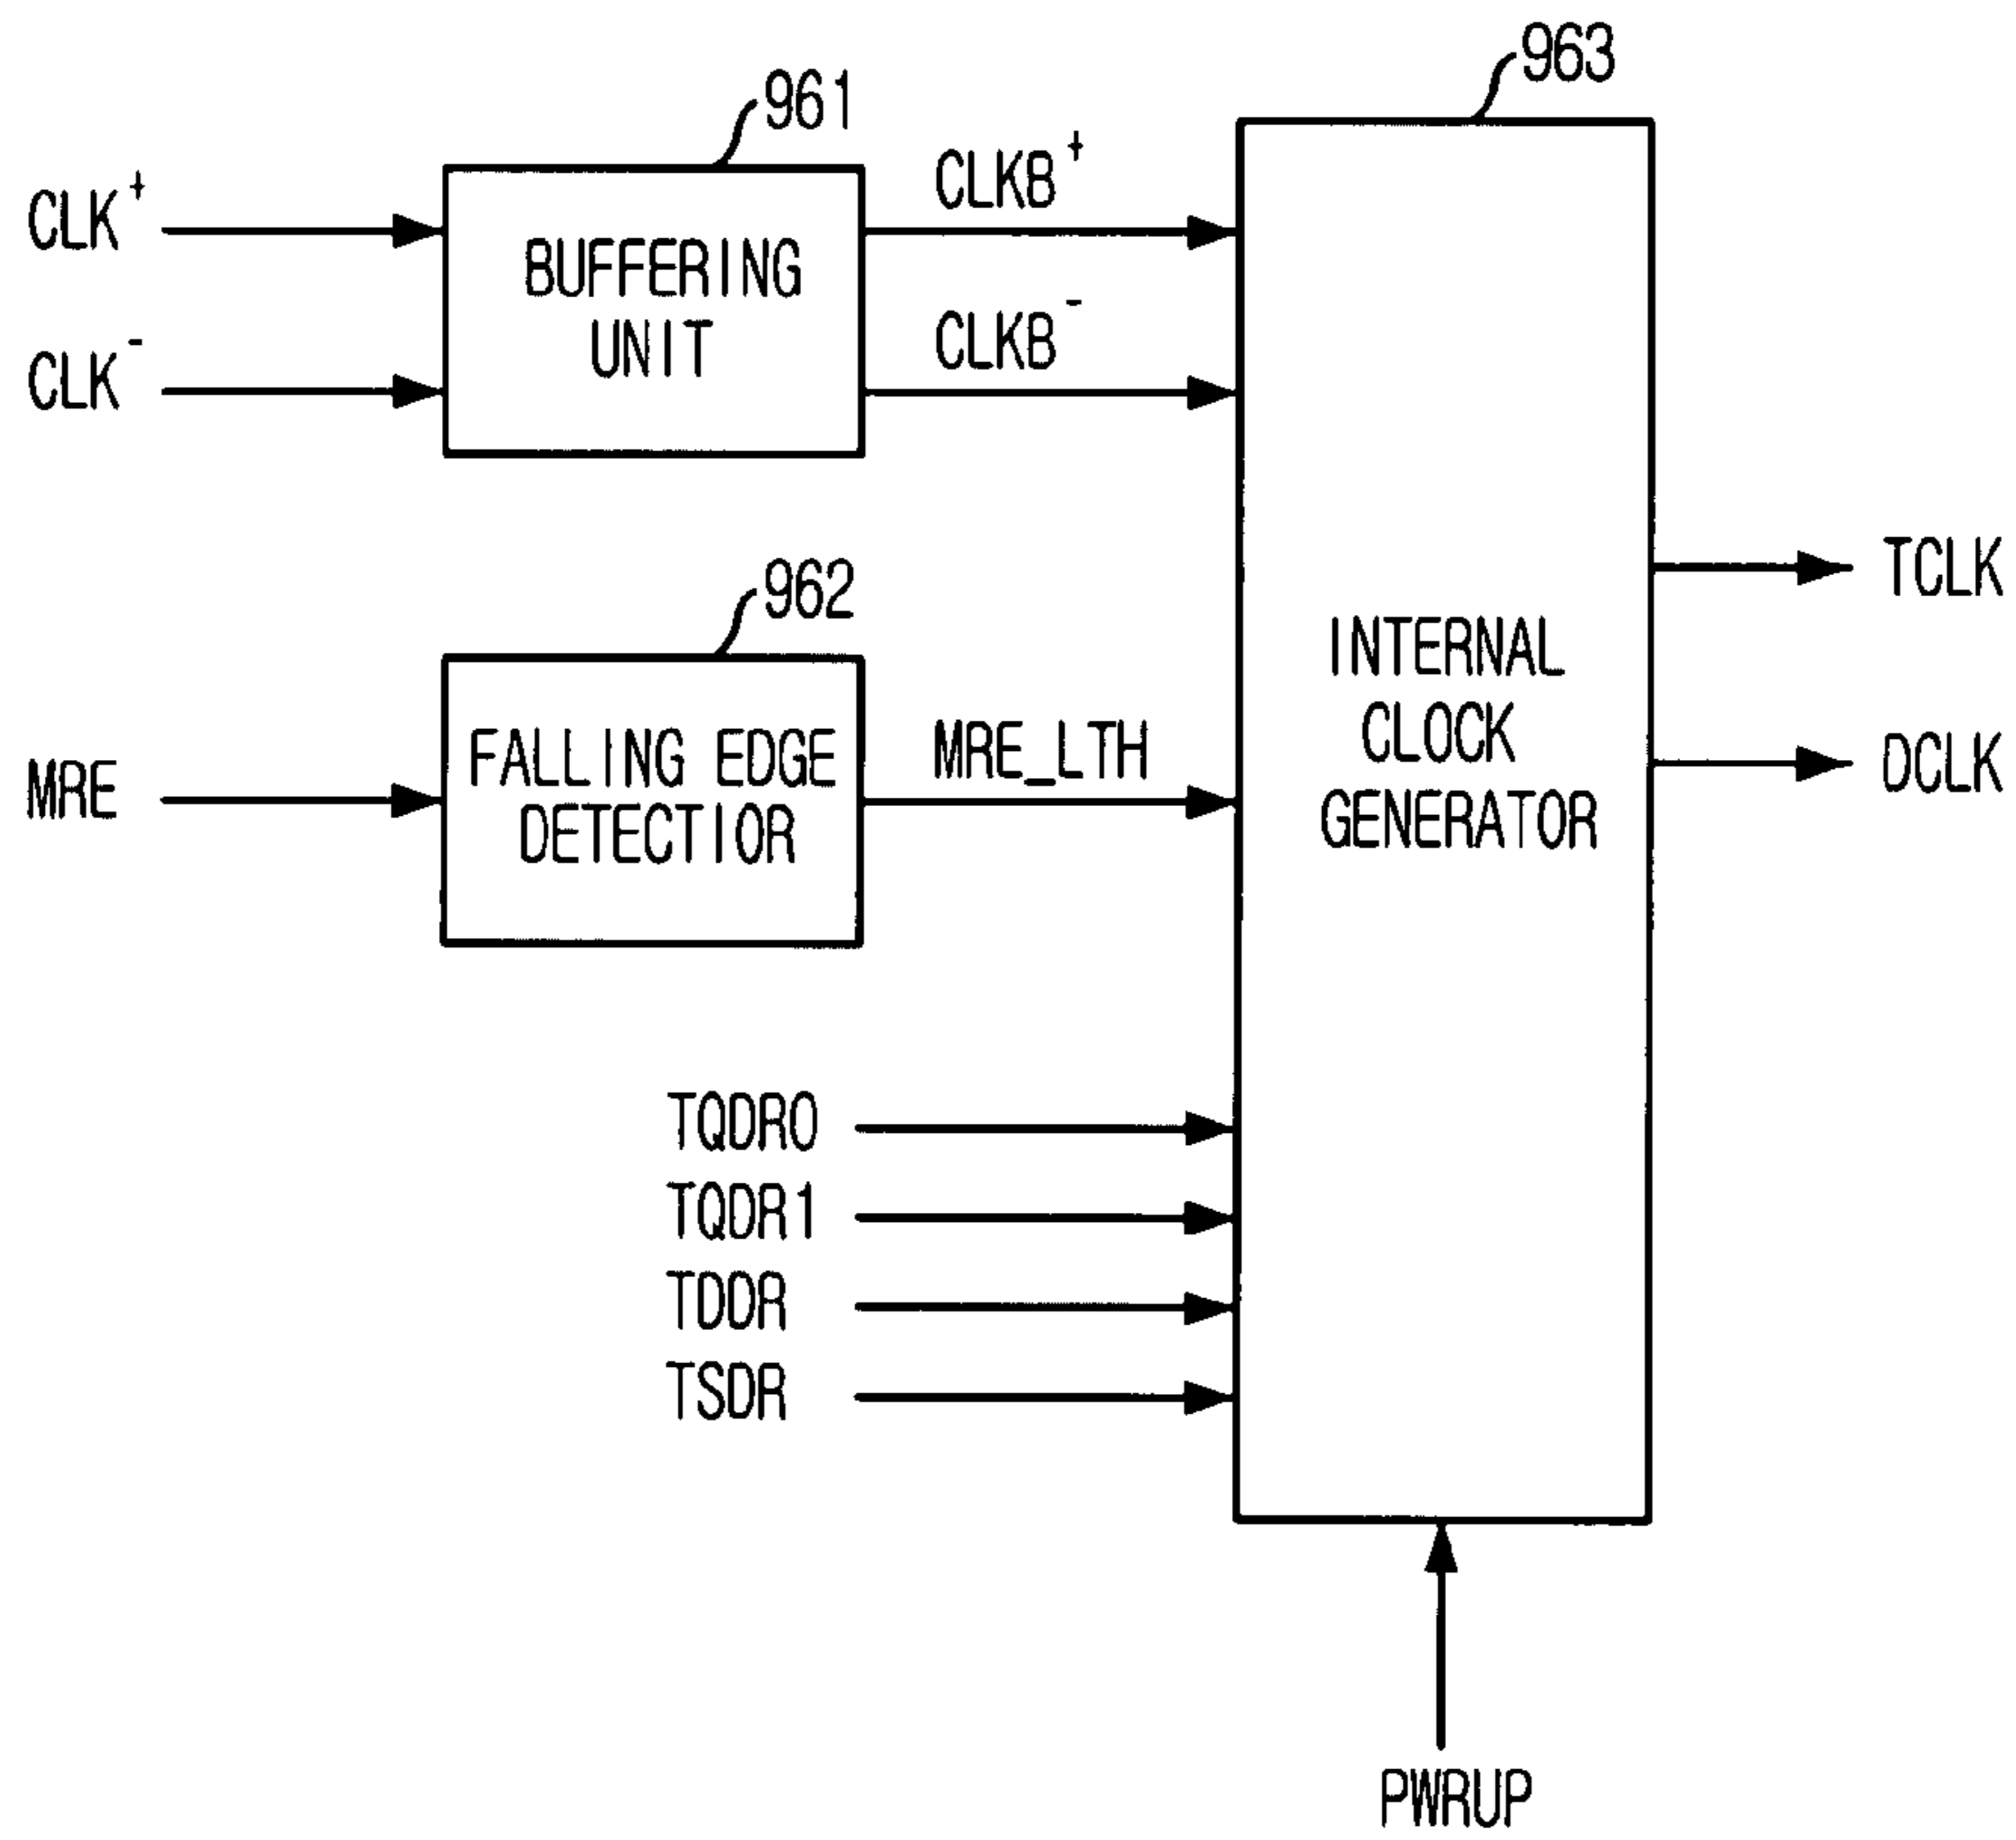 963
961
CLK+
CLKB+
BUFFERING
UNIT
CLK-
CLKB-
TCLK
962
INTERNAL
CLOCK
GENERATOR
MRE
FALLING EDGE
DETECTIOR
MRE_LTH
DCLK
TQDR0
TQDR1
TDDR
TSDR
PWRUP